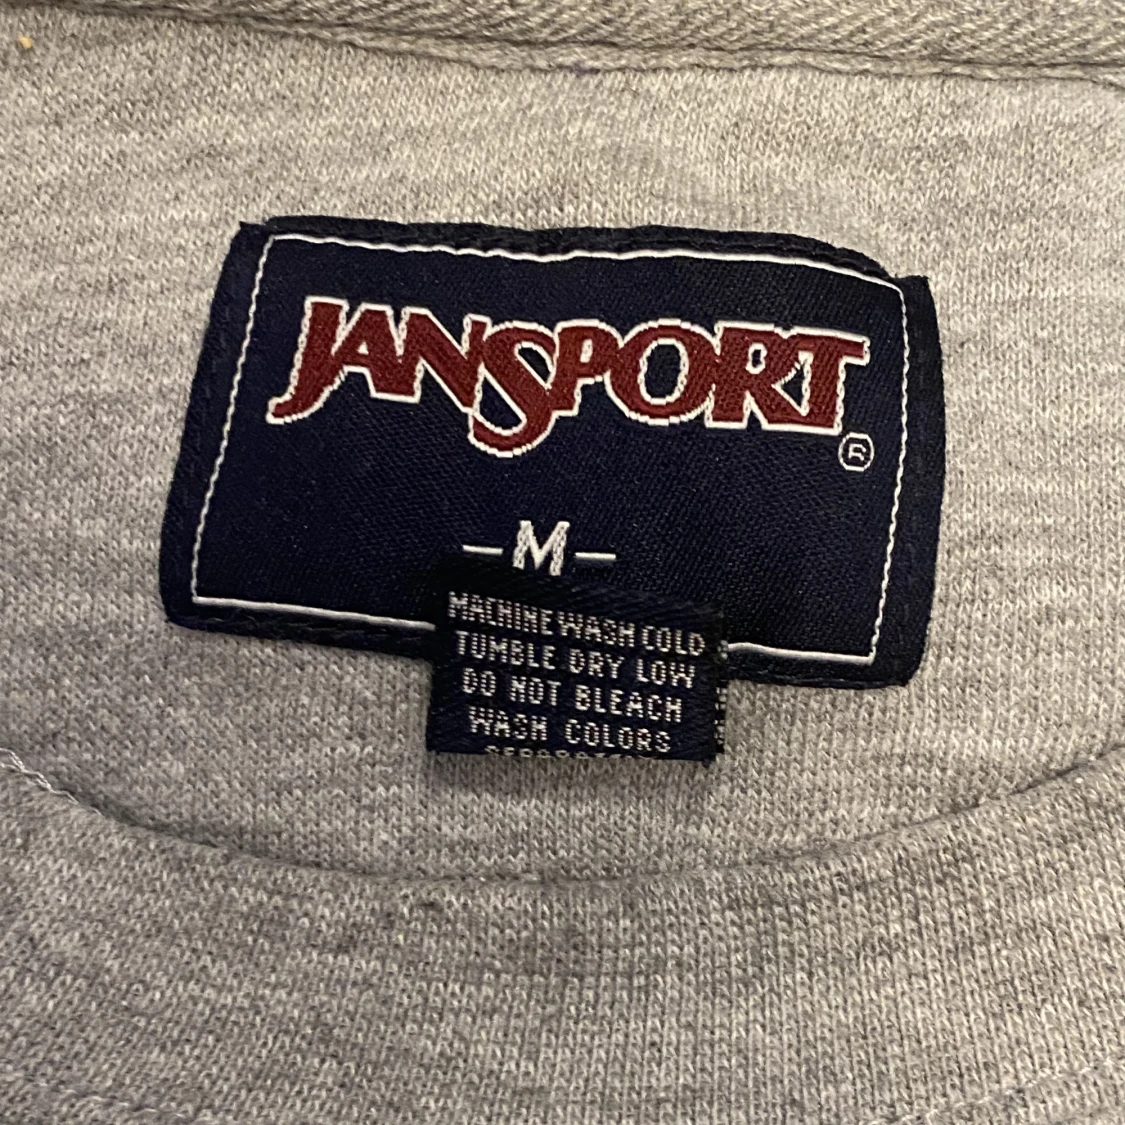 JANSPORT
®
-M-
MACHINE WASH COLD
TUMBLE DRY LOW
DO NOT BLEACH
WASH COLORS